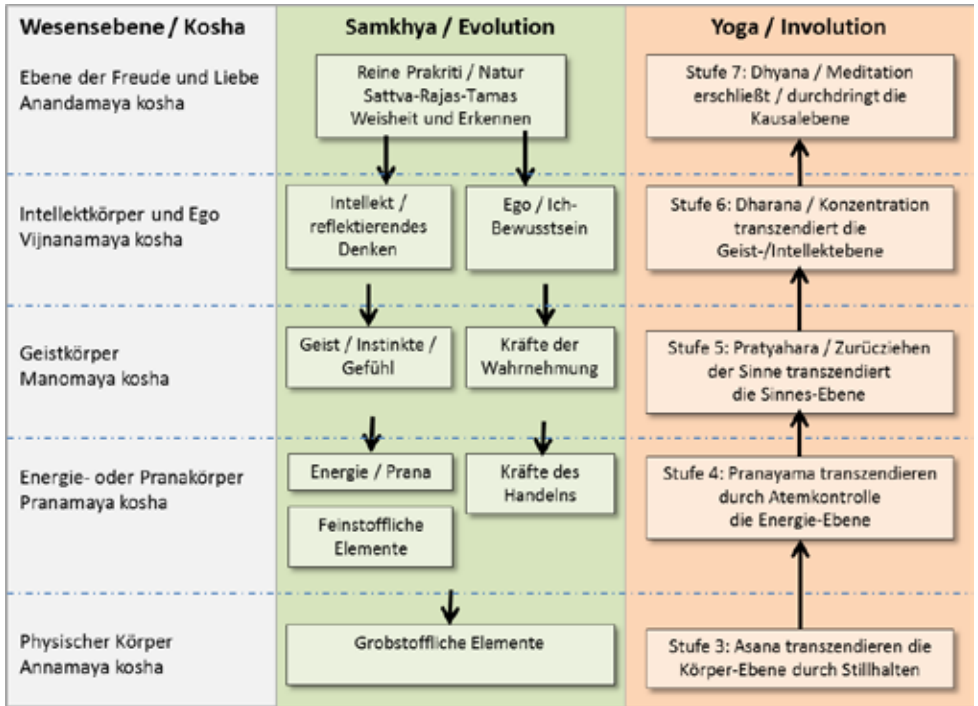 Wesensebene / Kosha
Samkhya / Evolution
Yoga / Involution
Ebene der Freude und Liebe
Anandamaya kosha
Reine Prakriti / Natur
Sattva-Rajas-Tamas
Weisheit und Erkennen
Stufe 7: Dhyana / Meditation
erschließt / durchdringt die
Kausalebene
Intellektkörper und Ego
Vijnanamaya kosha
Intellekt /
reflektierendes
Denken
Ego / Ich-
Bewusstsein
Stufe 6: Dharana / Konzentration
transzendiert die
Geist-/Intellektebene
Geistkörper
Manomaya kosha
Geist / Instinkte /
Gefühl
Kräfte der
Wahrnehmung
Stufe 5: Pratyahara / Zurücziehen
der Sinne transzendiert
die Sinnes-Ebene
Energie- oder Pranakörper
Pranamaya kosha
Energie / Prana
Feinstoffliche
Elemente
Kräfte des
Handelns
Stufe 4: Pranayama transzendieren
durch Atemkontrolle
die Energie-Ebene
Physischer Körper
Annamaya kosha
Grobstoffliche Elemente
Stufe 3: Asana transzendieren die
Körper-Ebene durch Stillhalten